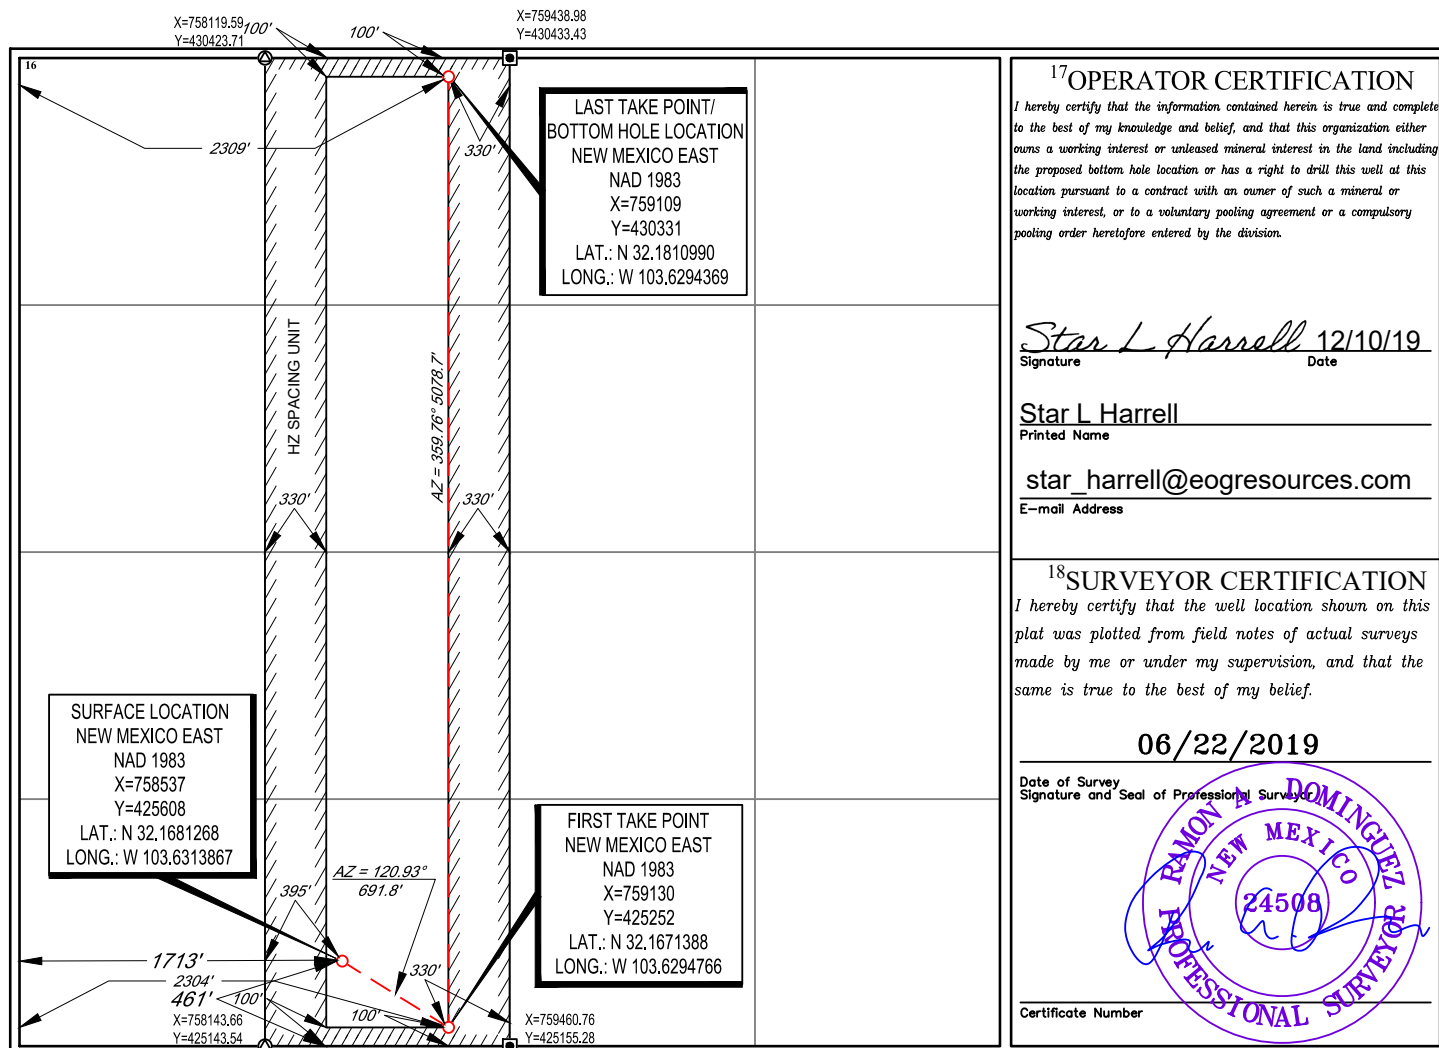 X=758119.59
Y=430423.71
100'
100'
X=759438.98
Y=430433.43
16
2309'
330'
LAST TAKE POINT/
BOTTOM HOLE LOCATION
NEW MEXICO EAST
NAD 1983
X=759109
Y=430331
LAT.: N 32.1810990
LONG.: W 103.6294369
HZ SPACING UNIT
AZ = 359.76° 5078.7'
330'
330'
SURFACE LOCATION
NEW MEXICO EAST
NAD 1983
X=758537
Y=425608
LAT.: N 32.1681268
LONG.: W 103.6313867
AZ = 120.93°
691.8'
395'
FIRST TAKE POINT
NEW MEXICO EAST
NAD 1983
X=759130
Y=425252
LAT.: N 32.1671388
LONG.: W 103.6294766
1713'
2304'
461'
100'
330'
100'
X=758143.66
Y=425143.54
X=759460.76
Y=425155.28
17OPERATOR CERTIFICATION
I hereby certify that the information contained herein is true and complete
to the best of my knowledge and belief, and that this organization either
owns a working interest or unleased mineral interest in the land including
the proposed bottom hole location or has a right to drill this well at this
location pursuant to a contract with an owner of such a mineral or
working interest, or to a voluntary pooling agreement or a compulsory
pooling order heretofore entered by the division.
Star L Harrell 12/10/19
Signature Date
Star L Harrell
Printed Name
star_harrell@eogresources.com
E-mail Address
18SURVEYOR CERTIFICATION
I hereby certify that the well location shown on this
plat was plotted from field notes of actual surveys
made by me or under my supervision, and that the
same is true to the best of my belief.
06/22/2019
Date of Survey
Signature and Seal of Professional Surveyor
RAMON A. DOMINGUEZ
NEW MEXICO
24508
PROFESSIONAL SURVEYOR
Certificate Number